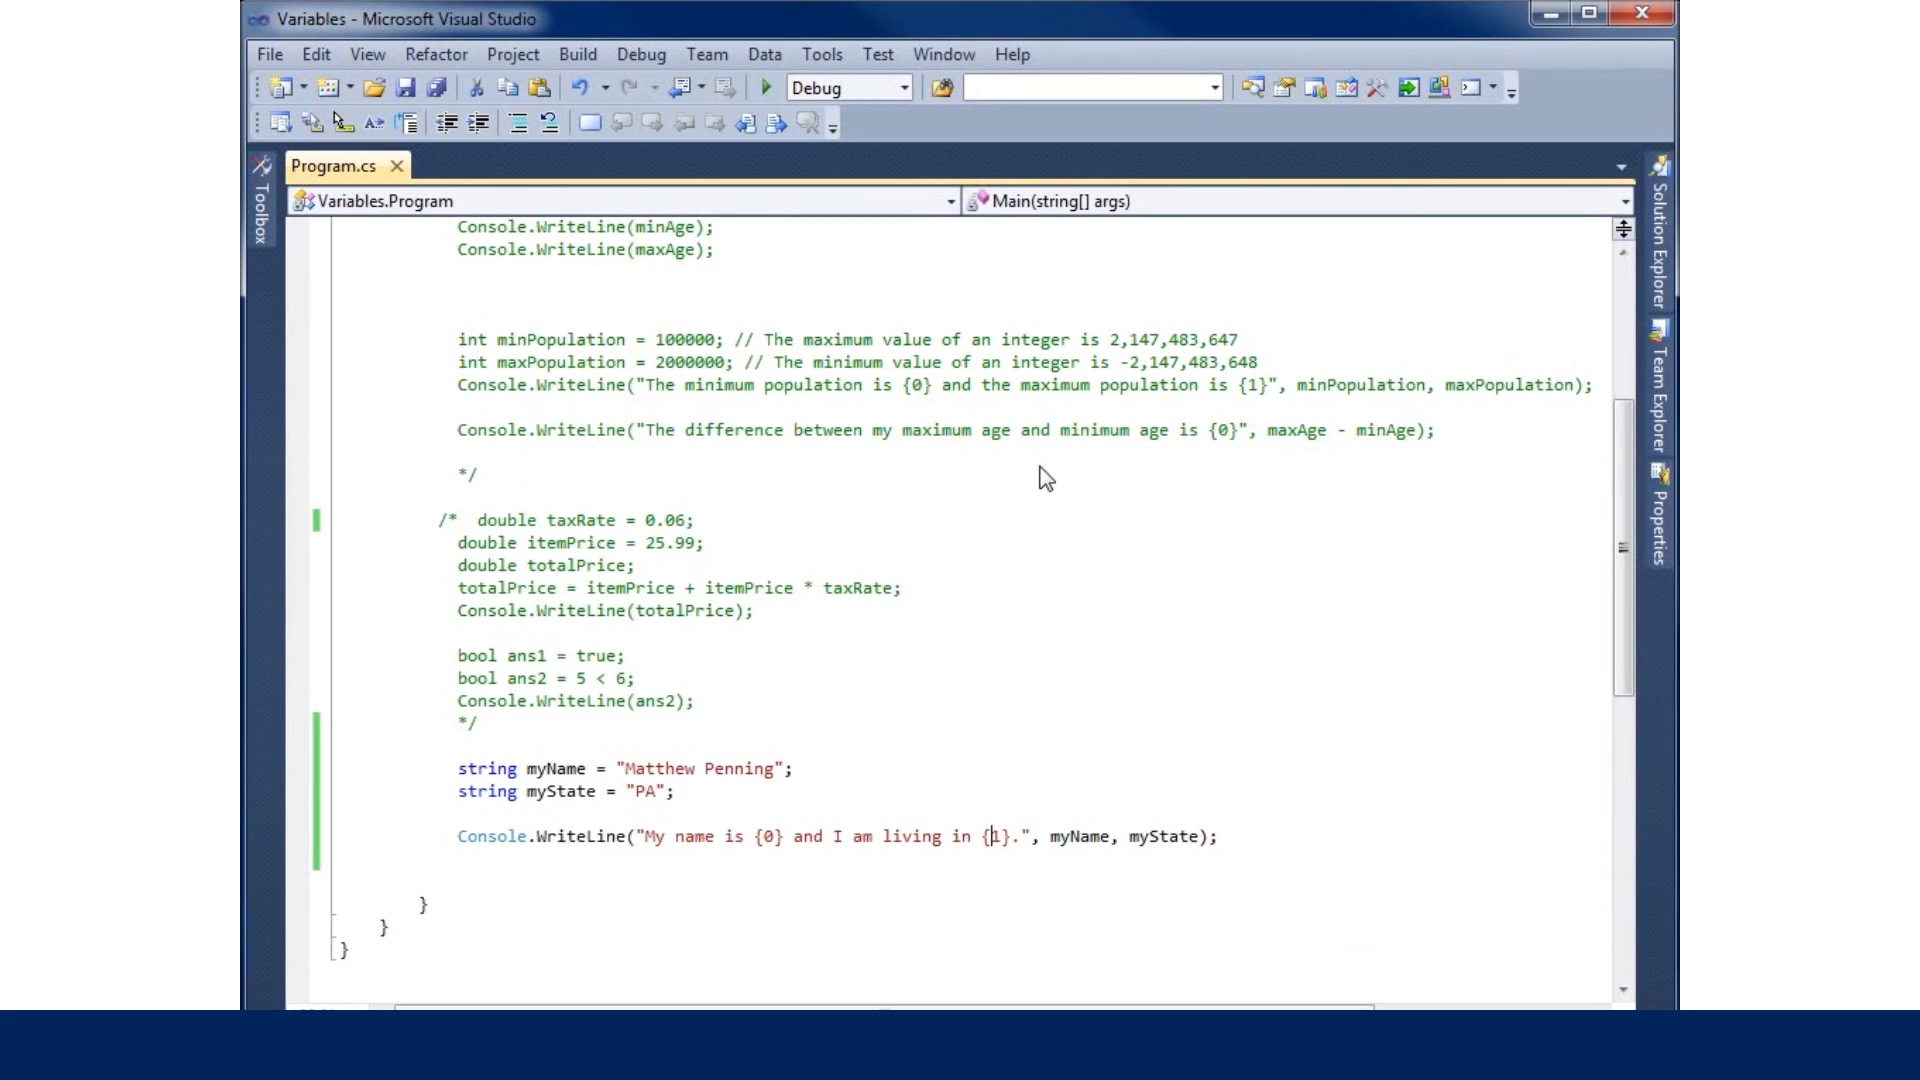 Variables - Microsoft Visual Studio
File Edit View Refactor Project Build Debug Team Data Tools Test Window Help
Debug
Program.cs
Variables.Program
Main(string[] args)
Toolbox
Solution Explorer
Team Explorer
Properties
Console.WriteLine(minAge);
Console.WriteLine(maxAge);
int minPopulation = 100000; // The maximum value of an integer is 2,147,483,647
int maxPopulation = 2000000; // The minimum value of an integer is -2,147,483,648
Console.WriteLine("The minimum population is {0} and the maximum population is {1}", minPopulation, maxPopulation);
Console.WriteLine("The difference between my maximum age and minimum age is {0}", maxAge - minAge);
*/
/* double taxRate = 0.06;
double itemPrice = 25.99;
double totalPrice;
totalPrice = itemPrice + itemPrice * taxRate;
Console.WriteLine(totalPrice);
bool ans1 = true;
bool ans2 = 5 < 6;
Console.WriteLine(ans2);
*/
string myName = "Matthew Penning";
string myState = "PA";
Console.WriteLine("My name is {0} and I am living in {1}.", myName, myState);
}
}
}